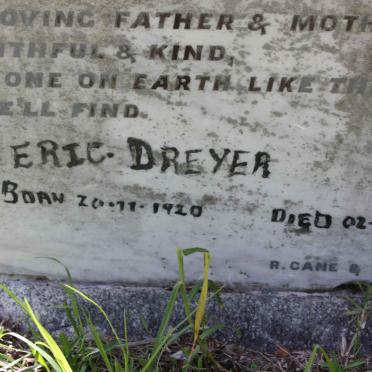 OVING FATHER & MOTH
ITHFUL & KIND,
ONE ON EARTH LIKE TH
E'LL FIND.
ERIC. DREYER
BORN 20-11-1920 DIED 02-
R. CANE &